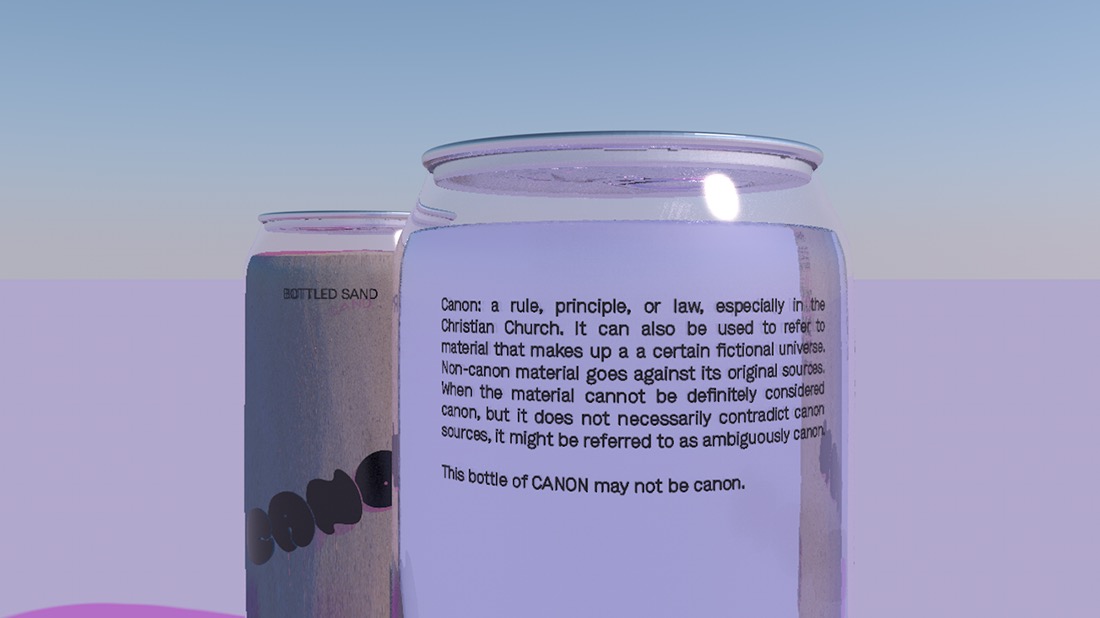 BOTTLED SAND
CANO
Canon: a rule, principle, or law, especially in the
Christian Church. It can also be used to refer to
material that makes up a a certain fictional universe.
Non-canon material goes against its original sources.
When the material cannot be definitely considered
canon, but it does not necessarily contradict canon
sources, it might be referred to as ambiguously canon.
This bottle of CANON may not be canon.